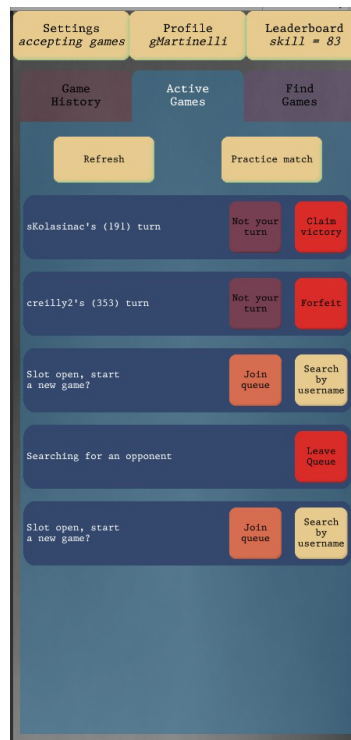 Settings
accepting games
Profile
gMartinelli
Leaderboard
skill = 83
Game
History
Active
Games
Find
Games
Refresh
Practice match
sKolasinac's (191) turn
Not your
turn
Claim
victory
creilly2's (353) turn
Not your
turn
Forfeit
Slot open, start
a new game?
Join
queue
Search
by
username
Searching for an opponent
Leave
Queue
Slot open, start
a new game?
Join
queue
Search
by
username